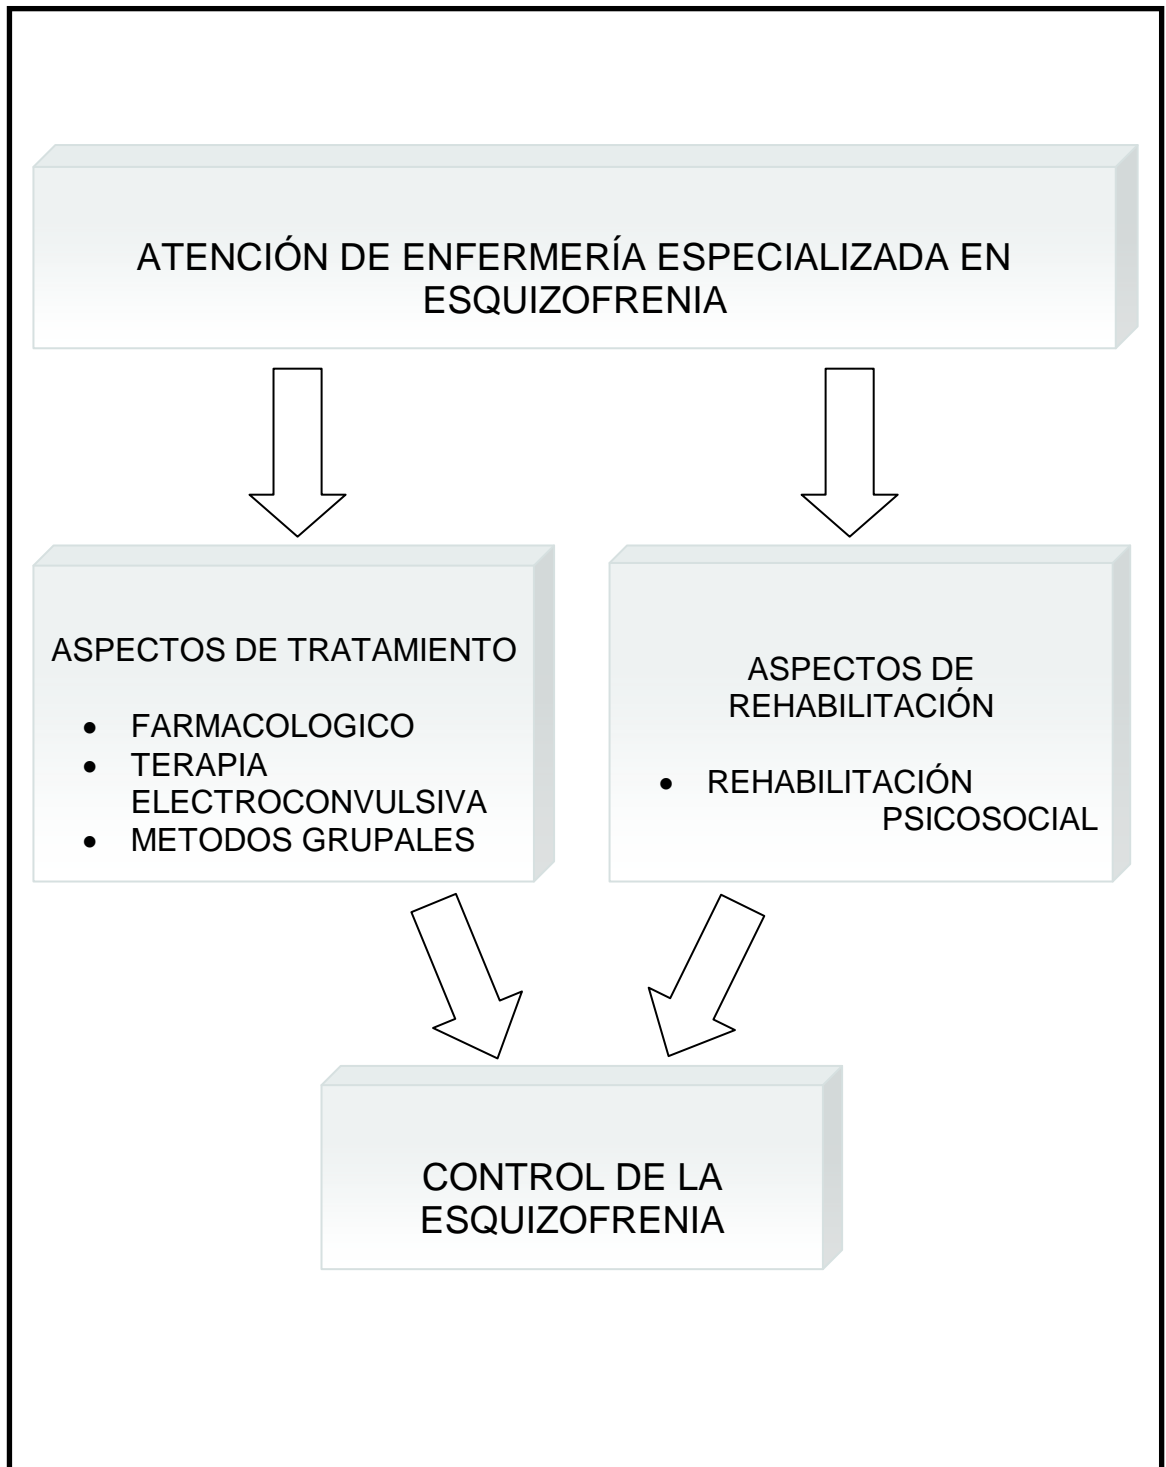 ATENCIÓN DE ENFERMERÍA ESPECIALIZADA EN
ESQUIZOFRENIA
ASPECTOS DE TRATAMIENTO
• FARMACOLOGICO
• TERAPIA
ELECTROCONVULSIVA
• METODOS GRUPALES
ASPECTOS DE
REHABILITACIÓN
• REHABILITACIÓN
PSICOSOCIAL
CONTROL DE LA
ESQUIZOFRENIA